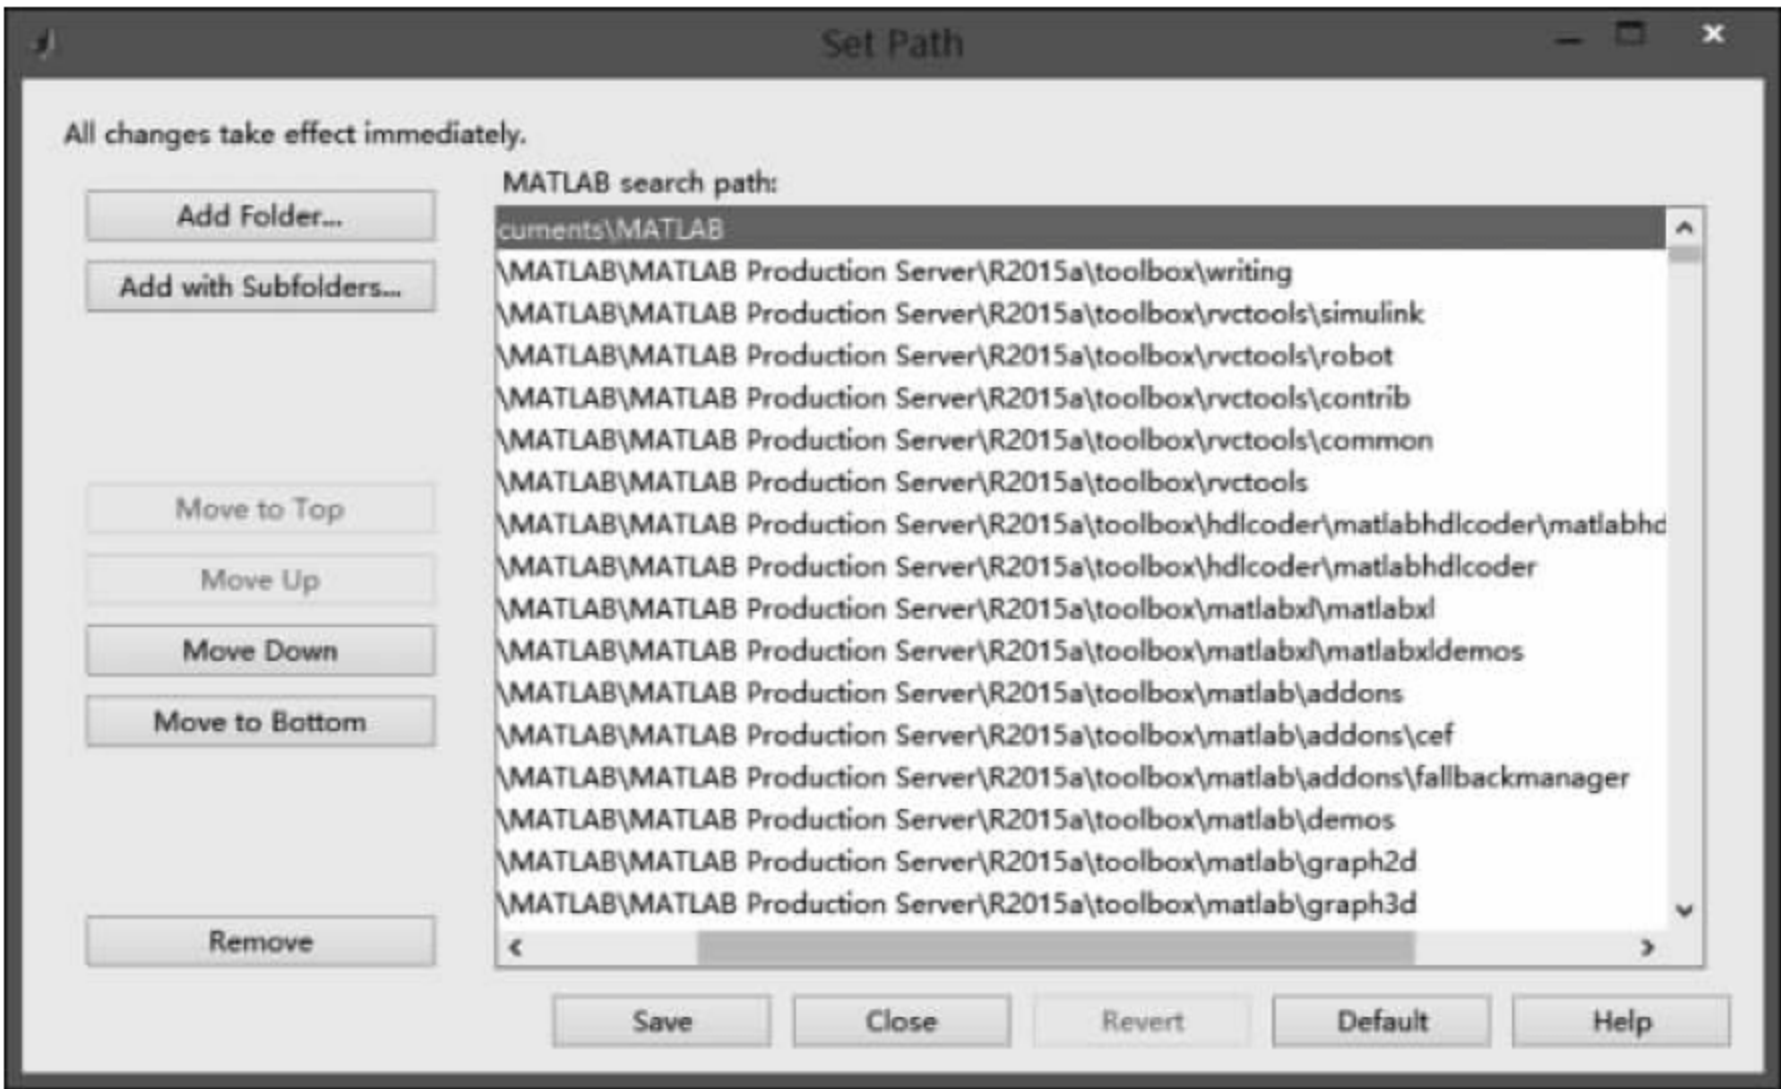 Set Path
All changes take effect immediately.
MATLAB search path:
Add Folder...
Add with Subfolders...
Move to Top
Move Up
Move Down
Move to Bottom
Remove
cuments\MATLAB
\MATLAB\MATLAB Production Server\R2015a\toolbox\writing
\MATLAB\MATLAB Production Server\R2015a\toolbox\rvctools\simulink
\MATLAB\MATLAB Production Server\R2015a\toolbox\rvctools\robot
\MATLAB\MATLAB Production Server\R2015a\toolbox\rvctools\contrib
\MATLAB\MATLAB Production Server\R2015a\toolbox\rvctools\common
\MATLAB\MATLAB Production Server\R2015a\toolbox\rvctools
\MATLAB\MATLAB Production Server\R2015a\toolbox\hdlcoder\matlabhdlcoder\matlabhd
\MATLAB\MATLAB Production Server\R2015a\toolbox\hdlcoder\matlabhdlcoder
\MATLAB\MATLAB Production Server\R2015a\toolbox\matlabxl\matlabxl
\MATLAB\MATLAB Production Server\R2015a\toolbox\matlabxl\matlabxldemos
\MATLAB\MATLAB Production Server\R2015a\toolbox\matlab\addons
\MATLAB\MATLAB Production Server\R2015a\toolbox\matlab\addons\cef
\MATLAB\MATLAB Production Server\R2015a\toolbox\matlab\addons\fallbackmanager
\MATLAB\MATLAB Production Server\R2015a\toolbox\matlab\demos
\MATLAB\MATLAB Production Server\R2015a\toolbox\matlab\graph2d
\MATLAB\MATLAB Production Server\R2015a\toolbox\matlab\graph3d
Save
Close
Revert
Default
Help